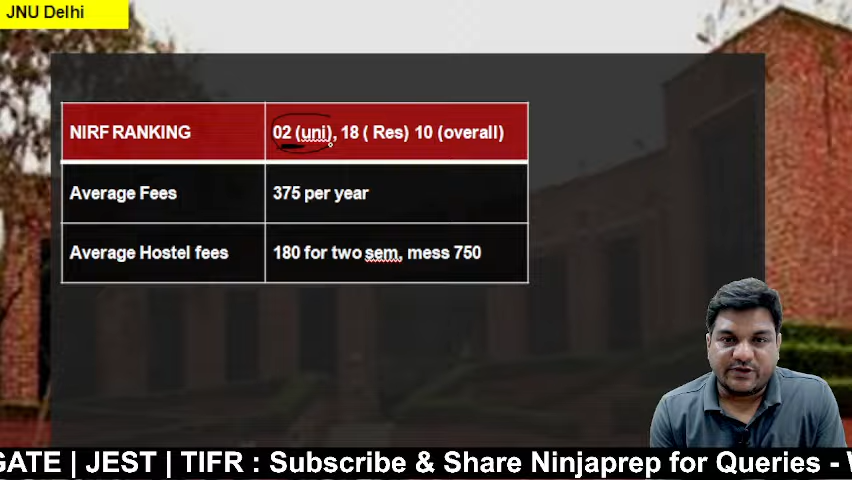 JNU Delhi
NIRF RANKING 02 (uni), 18 ( Res) 10 (overall)
Average Fees 375 per year
Average Hostel fees 180 for two sem, mess 750
GATE | JEST | TIFR : Subscribe & Share Ninjaprep for Queries -